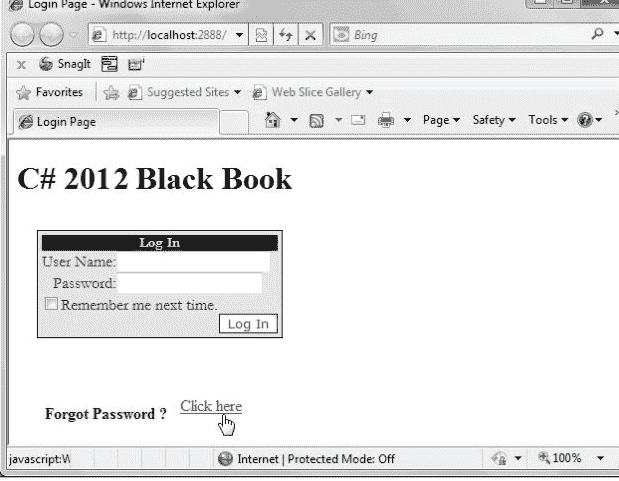 Login Page - Windows Internet Explorer
http://localhost:2888/ Bing
x SnagIt
Favorites Suggested Sites Web Slice Gallery
Login Page Page Safety Tools
C# 2012 Black Book
Log In
User Name:
Password:
Remember me next time.
Log In
Forgot Password ? Click here
javascript:W Internet | Protected Mode: Off 100%